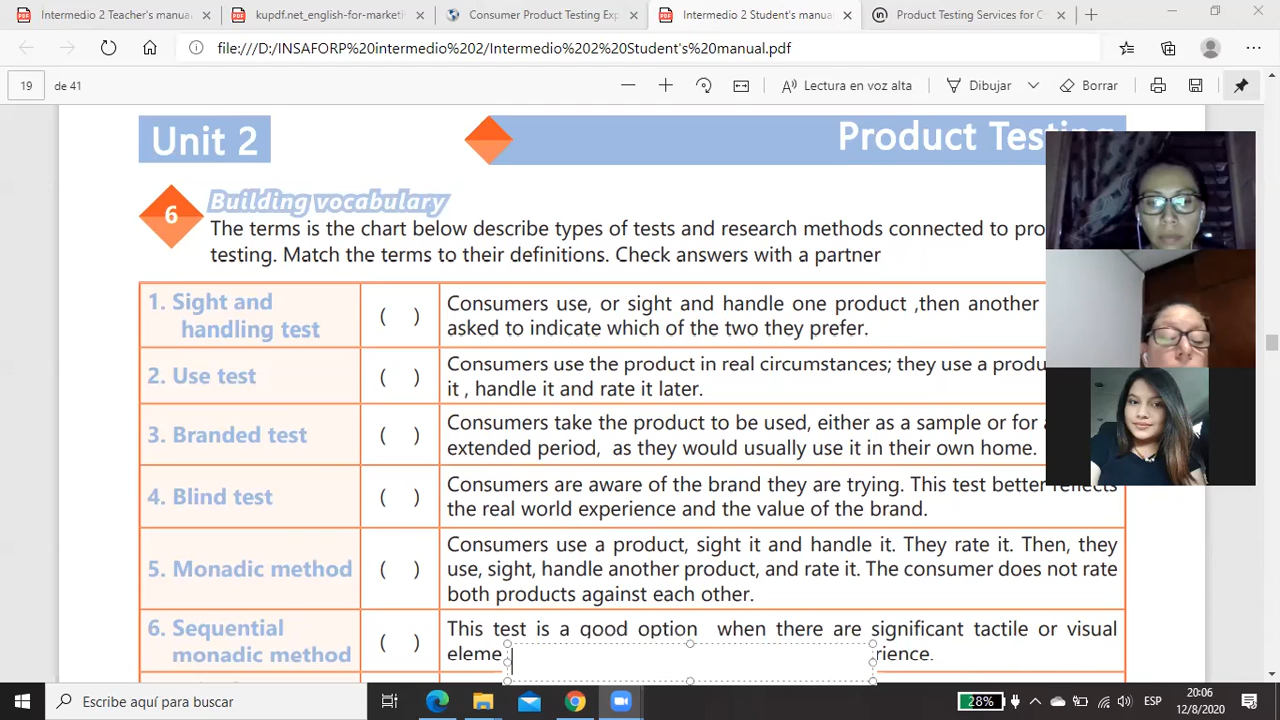 Intermedio 2 Teacher's manua
kupdf.net_english-for-marketi
Consumer Product Testing Exp
Intermedio 2 Student's manua
Product Testing Services for C
file:///D:/INSAFORP%20intermedio%202/Intermedio%202%20Student's%20manual.pdf
19 de 41
Lectura en voz alta
Dibujar
Borrar
Unit 2
Product Testing
6
Building vocabulary
The terms is the chart below describe types of tests and research methods connected to pro
testing. Match the terms to their definitions. Check answers with a partner
1. Sight and
handling test
( )
Consumers use, or sight and handle one product ,then another
asked to indicate which of the two they prefer.
2. Use test
( )
Consumers use the product in real circumstances; they use a produ
it , handle it and rate it later.
3. Branded test
( )
Consumers take the product to be used, either as a sample or for a
extended period, as they would usually use it in their own home.
4. Blind test
( )
Consumers are aware of the brand they are trying. This test better reflects
the real world experience and the value of the brand.
5. Monadic method
( )
Consumers use a product, sight it and handle it. They rate it. Then, they
use, sight, handle another product, and rate it. The consumer does not rate
both products against each other.
6. Sequential
monadic method
( )
This test is a good option when there are significant tactile or visual
eleme
rience.
Escribe aquí para buscar
28%
ESP
20:06
12/8/2020